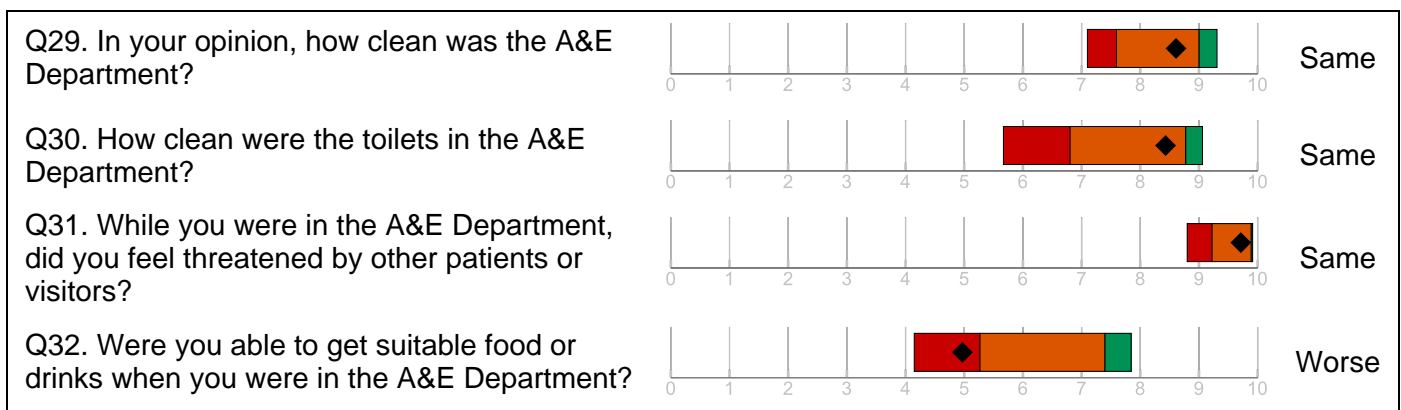 Q29. In your opinion, how clean was the A&E
Department?
Same
0 1 2 3 4 5 6 7 8 9 10
Q30. How clean were the toilets in the A&E
Department?
Same
0 1 2 3 4 5 6 7 8 9 10
Q31. While you were in the A&E Department,
did you feel threatened by other patients or
visitors?
Same
0 1 2 3 4 5 6 7 8 9 10
Q32. Were you able to get suitable food or
drinks when you were in the A&E Department?
Worse
0 1 2 3 4 5 6 7 8 9 10